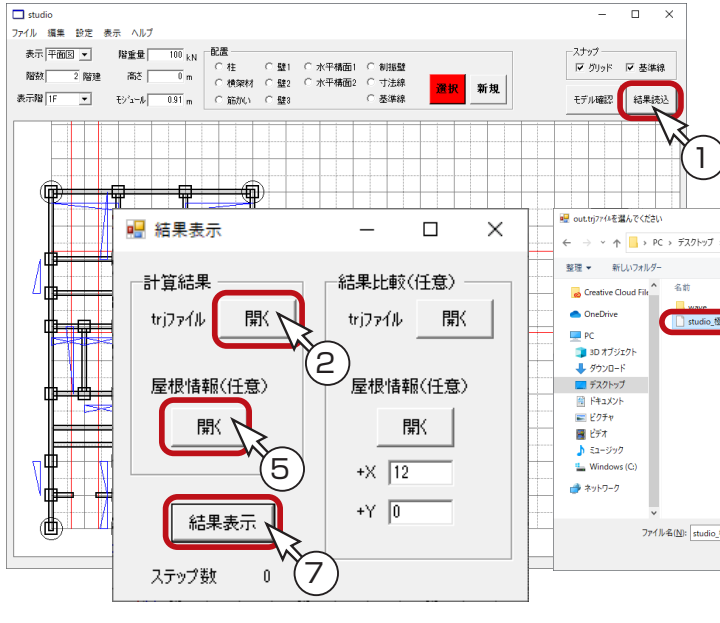 studio
ファイル 編集 設定 表示 ヘルプ
表示 平面図
階重量 100 kN
配置
柱 壁1 水平構面1 制振壁
スナップ
グリッド 基準線
階数 2 階建
高さ 0 m
横架材 壁2 水平構面2 寸法線
選択 新規
表示階 1F
モジュール 0.91 m
筋かい 壁3 基準線
モデル確認 結果読込
1
結果表示
計算結果
trjファイル 開く
2
屋根情報(任意)
開く
5
結果表示
7
ステップ数 0
結果比較(任意)
trjファイル 開く
屋根情報(任意)
開く
+X 12
+Y 0
out.trjファイルを選んでください
PC > デスクトップ
整理 新しいフォルダー
Creative Cloud File
名前
wave
OneDrive
studio_
PC
3D オブジェクト
ダウンロード
デスクトップ
ドキュメント
ピクチャ
ビデオ
ミュージック
Windows (C:)
ネットワーク
ファイル名(N): studio_